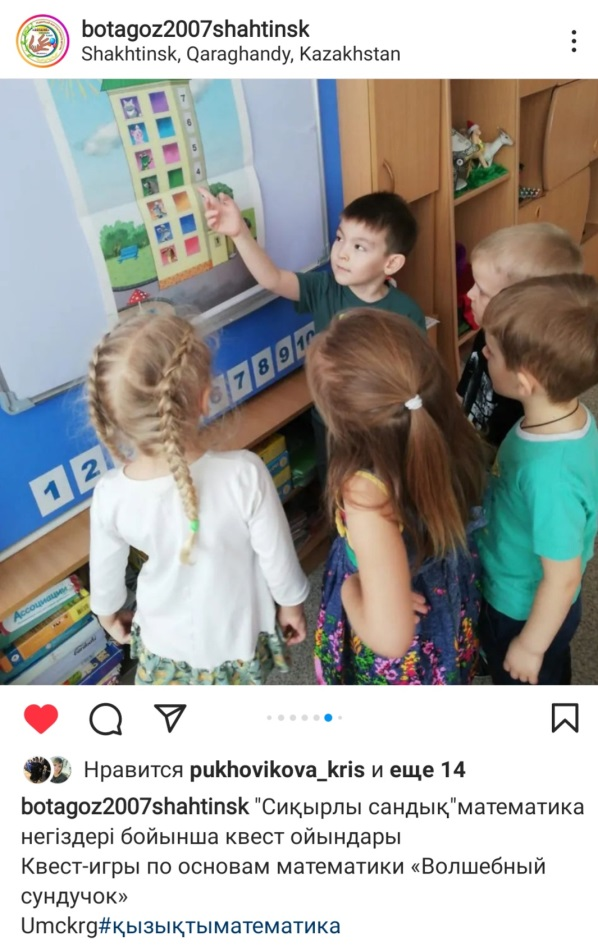 botagoz2007shahtinsk
Shakhtinsk, Qaraghandy, Kazakhstan
7
6
5
4
1 2
6 7 8 9 10
Ассоциации
Нравится pukhovikova_kris и еще 14
botagoz2007shahtinsk "Сиқырлы сандық"математика
негіздері бойынша квест ойындары
Квест-игры по основам математики «Волшебный
сундучок»
Umckrg#қызықтыматематика